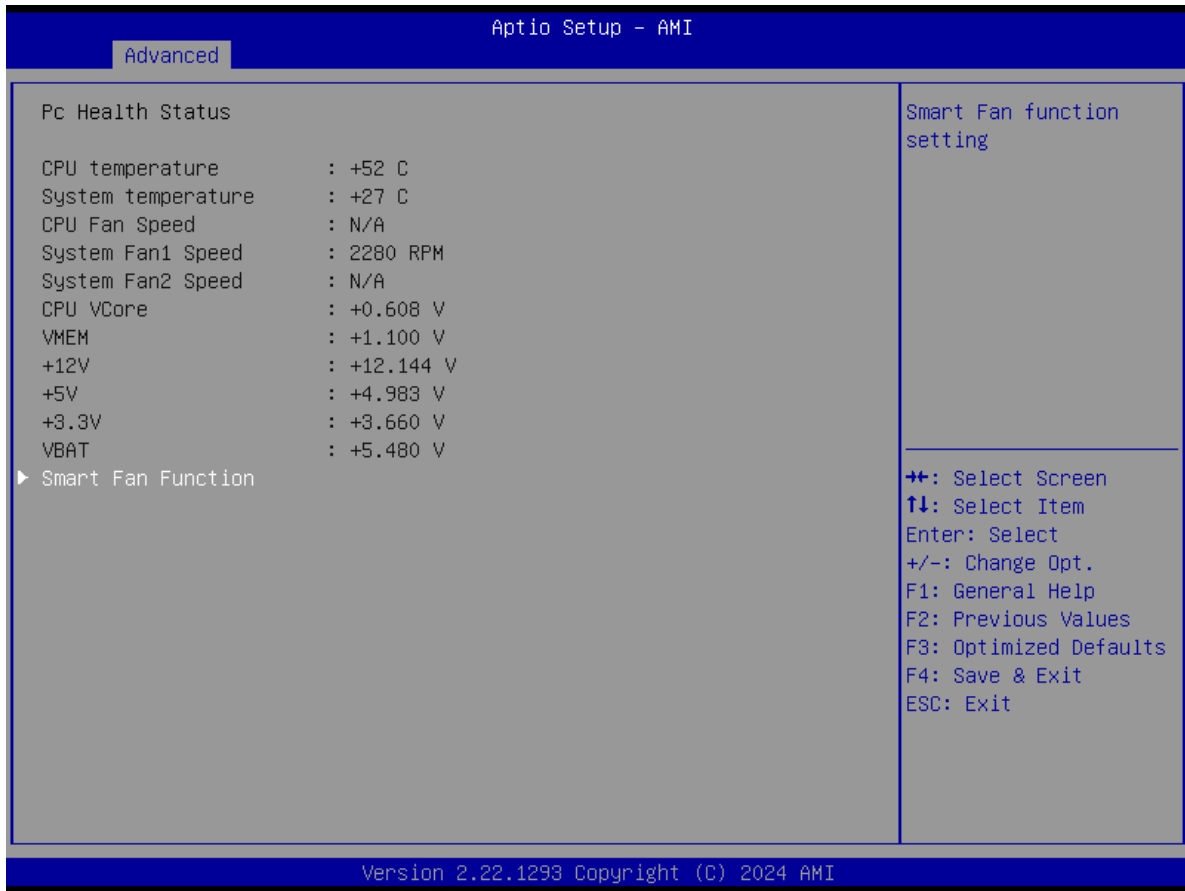 Aptio Setup – AMI
Advanced
Pc Health Status
CPU temperature : +52 C
System temperature : +27 C
CPU Fan Speed : N/A
System Fan1 Speed : 2280 RPM
System Fan2 Speed : N/A
CPU VCore : +0.608 V
VMEM : +1.100 V
+12V : +12.144 V
+5V : +4.983 V
+3.3V : +3.660 V
VBAT : +5.480 V
▶ Smart Fan Function
Smart Fan function
setting
→←: Select Screen
↑↓: Select Item
Enter: Select
+/-: Change Opt.
F1: General Help
F2: Previous Values
F3: Optimized Defaults
F4: Save & Exit
ESC: Exit
Version 2.22.1293 Copyright (C) 2024 AMI